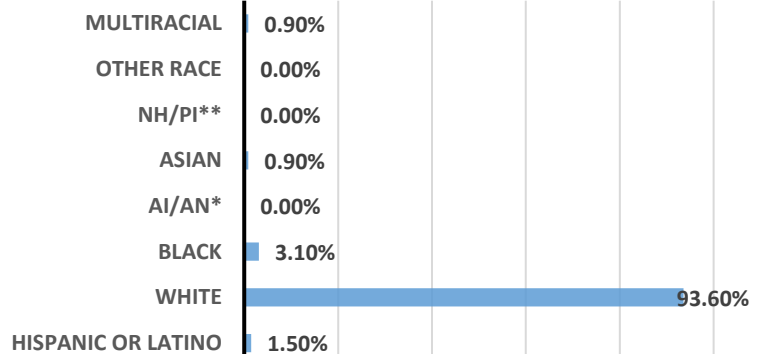 MULTIRACIAL 0.90%
OTHER RACE 0.00%
NH/PI** 0.00%
ASIAN 0.90%
AI/AN* 0.00%
BLACK 3.10%
WHITE 93.60%
HISPANIC OR LATINO 1.50%